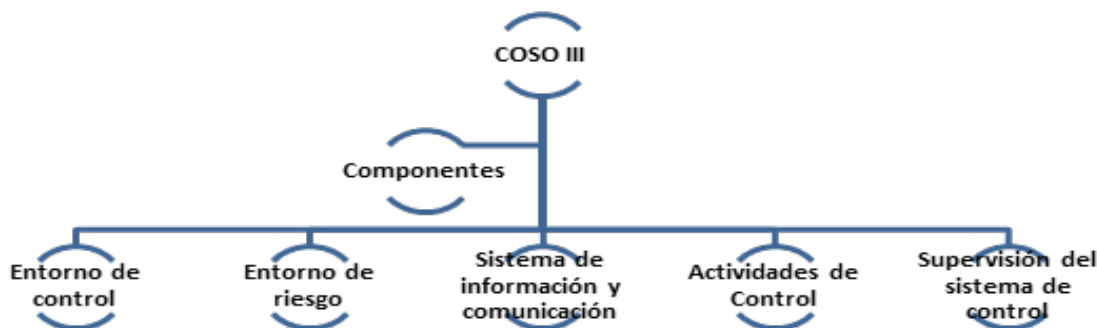 COSO III
Componentes
Entorno de
control
Entorno de
riesgo
Sistema de
información y
comunicación
Actividades de
Control
Supervisión del
sistema de
control